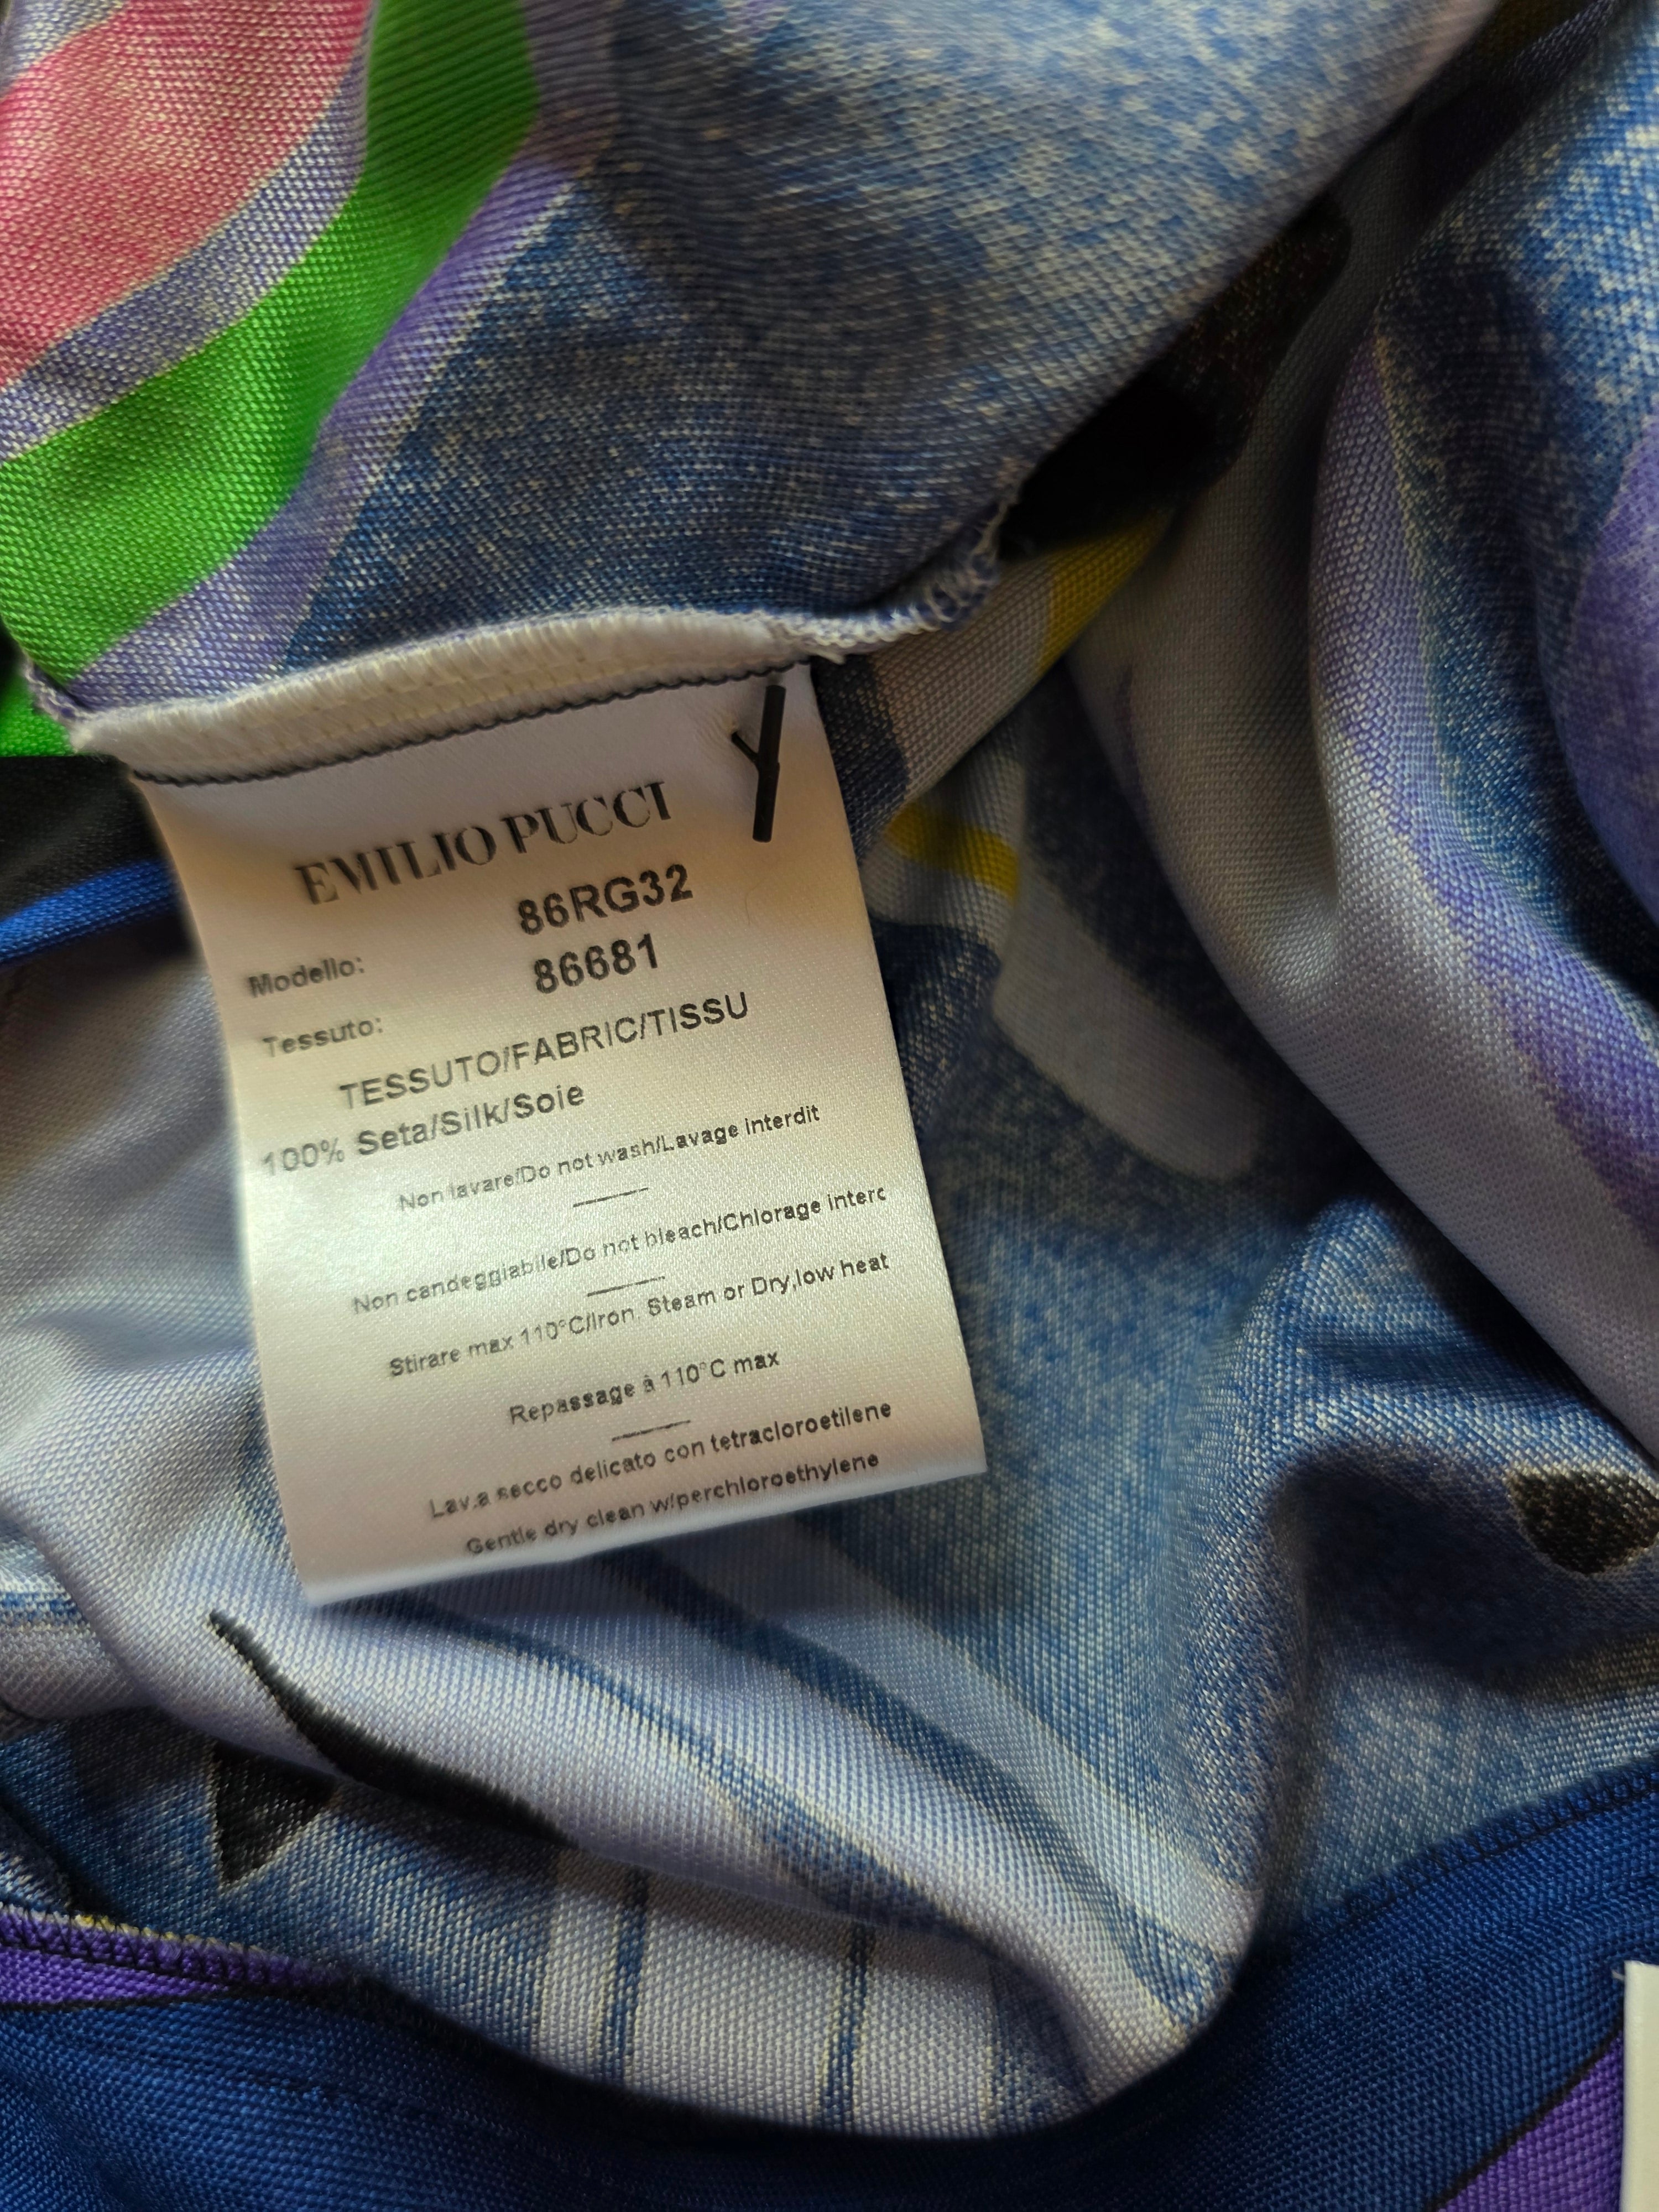 EMILIO PUCCI
Modello: 86RG32
Tessuto: 86681
TESSUTO/FABRIC/TISSU
100% Seta/Silk/Soie
Non lavare/Do not wash/Lavage interdit
Non candeggiabile/Do not bleach/Chlorage interc
Stirare max 110°C/Iron. Steam or Dry,low heat
Repassage à 110°C max
Lav.a secco delicato con tetracloroetilene
Gentle dry clean w/perchloroethylene